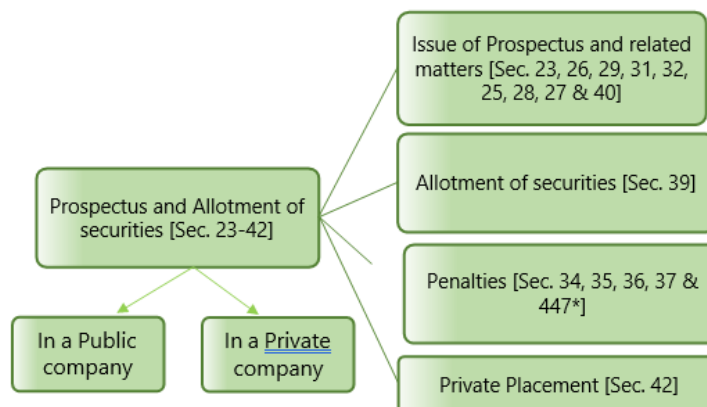 Issue of Prospectus and related
matters [Sec. 23, 26, 29, 31, 32,
25, 28, 27 & 40]
Allotment of securities [Sec. 39]
Prospectus and Allotment of
securities [Sec. 23-42]
Penalties [Sec. 34, 35, 36, 37 &
447*]
In a Public
company
In a Private
company
Private Placement [Sec. 42]